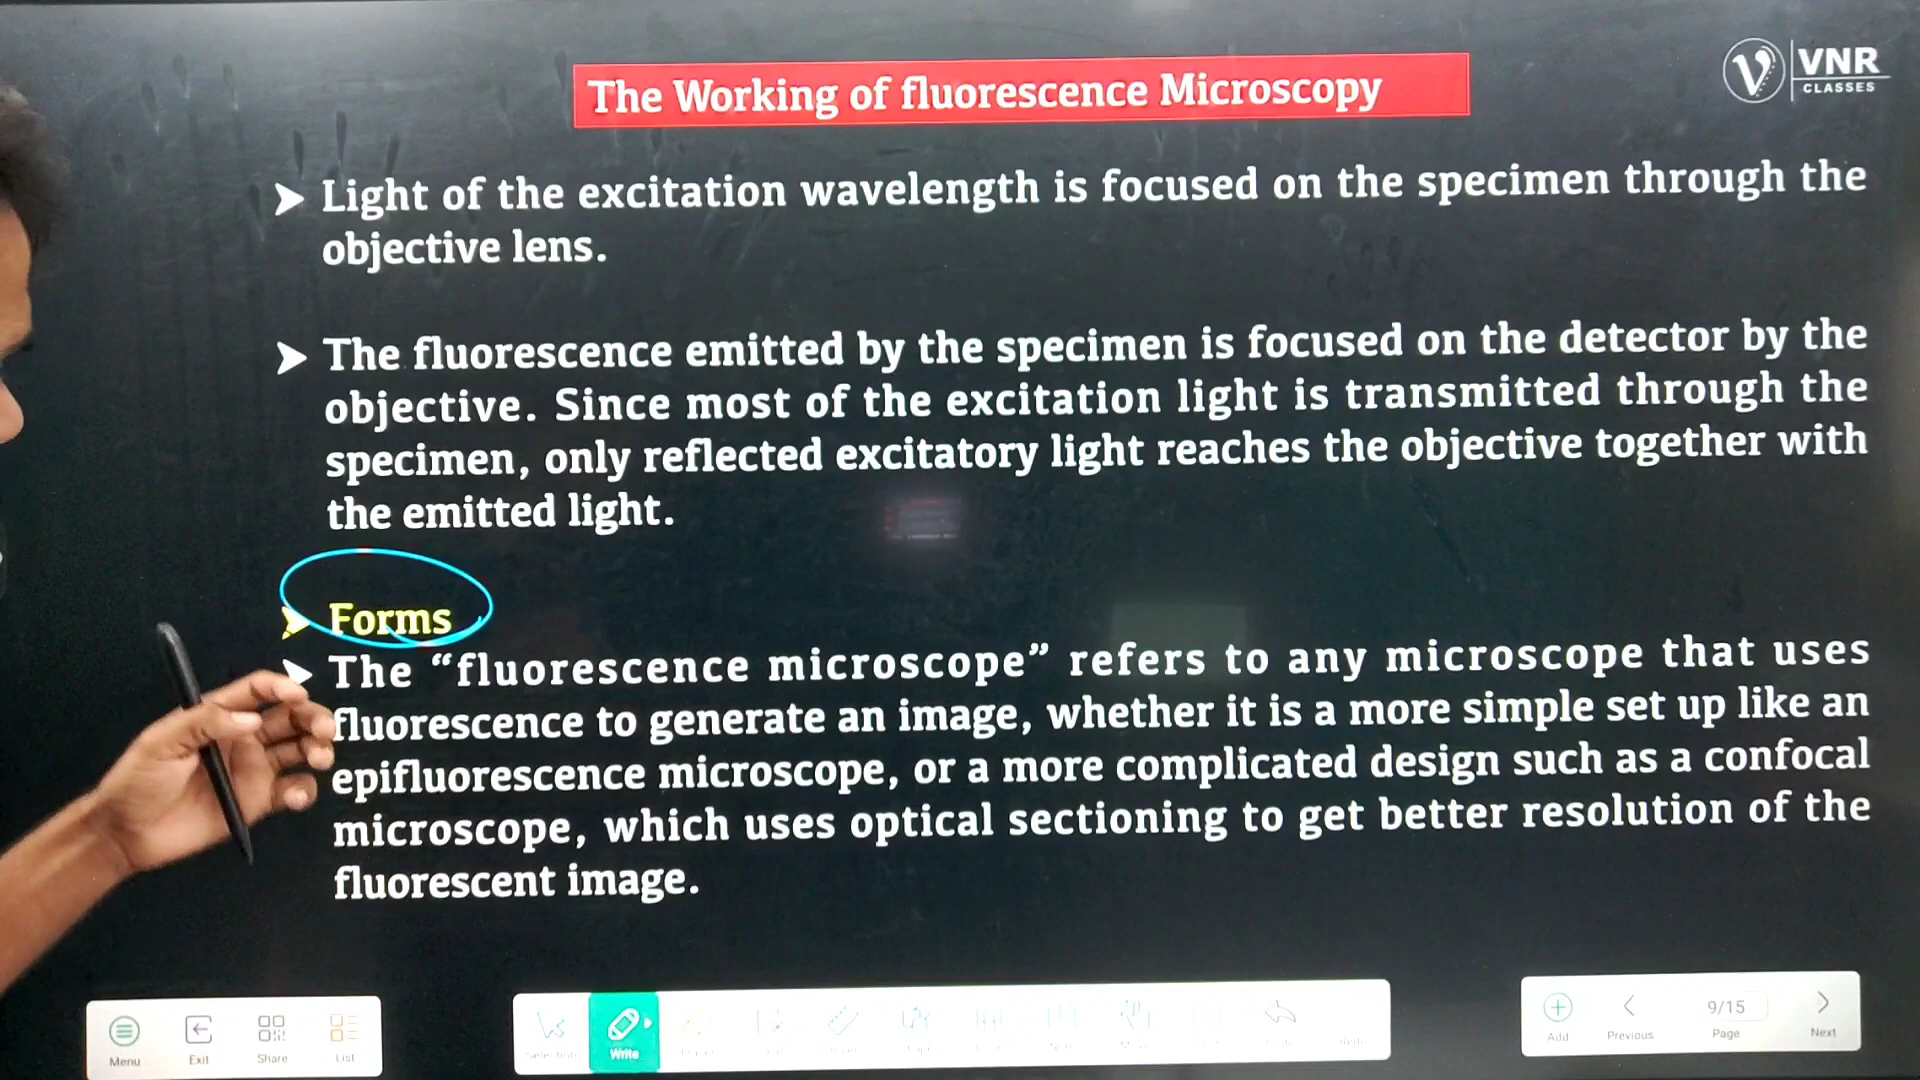 The Working of fluorescence Microscopy
VNR
CLASSES
➤ Light of the excitation wavelength is focused on the specimen through the
objective lens.
➤ The fluorescence emitted by the specimen is focused on the detector by the
objective. Since most of the excitation light is transmitted through the
specimen, only reflected excitatory light reaches the objective together with
the emitted light.
➤ Forms
➤ The “fluorescence microscope” refers to any microscope that uses
fluorescence to generate an image, whether it is a more simple set up like an
epifluorescence microscope, or a more complicated design such as a confocal
microscope, which uses optical sectioning to get better resolution of the
fluorescent image.
Menu Exit Share List
Selection Write
Add Previous 9/15 Page Next